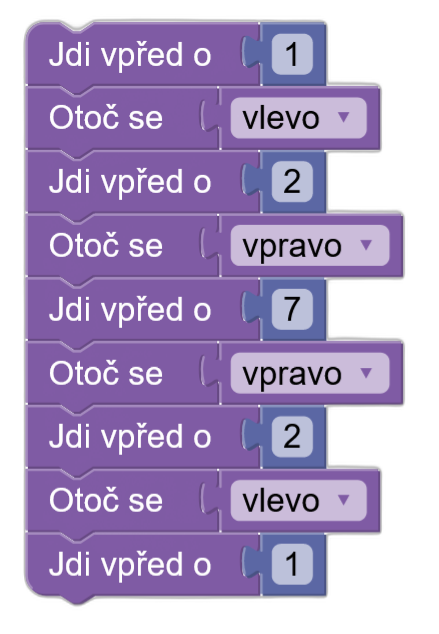 Jdi vpřed o 1
Otoč se vlevo
Jdi vpřed o 2
Otoč se vpravo
Jdi vpřed o 7
Otoč se vpravo
Jdi vpřed o 2
Otoč se vlevo
Jdi vpřed o 1